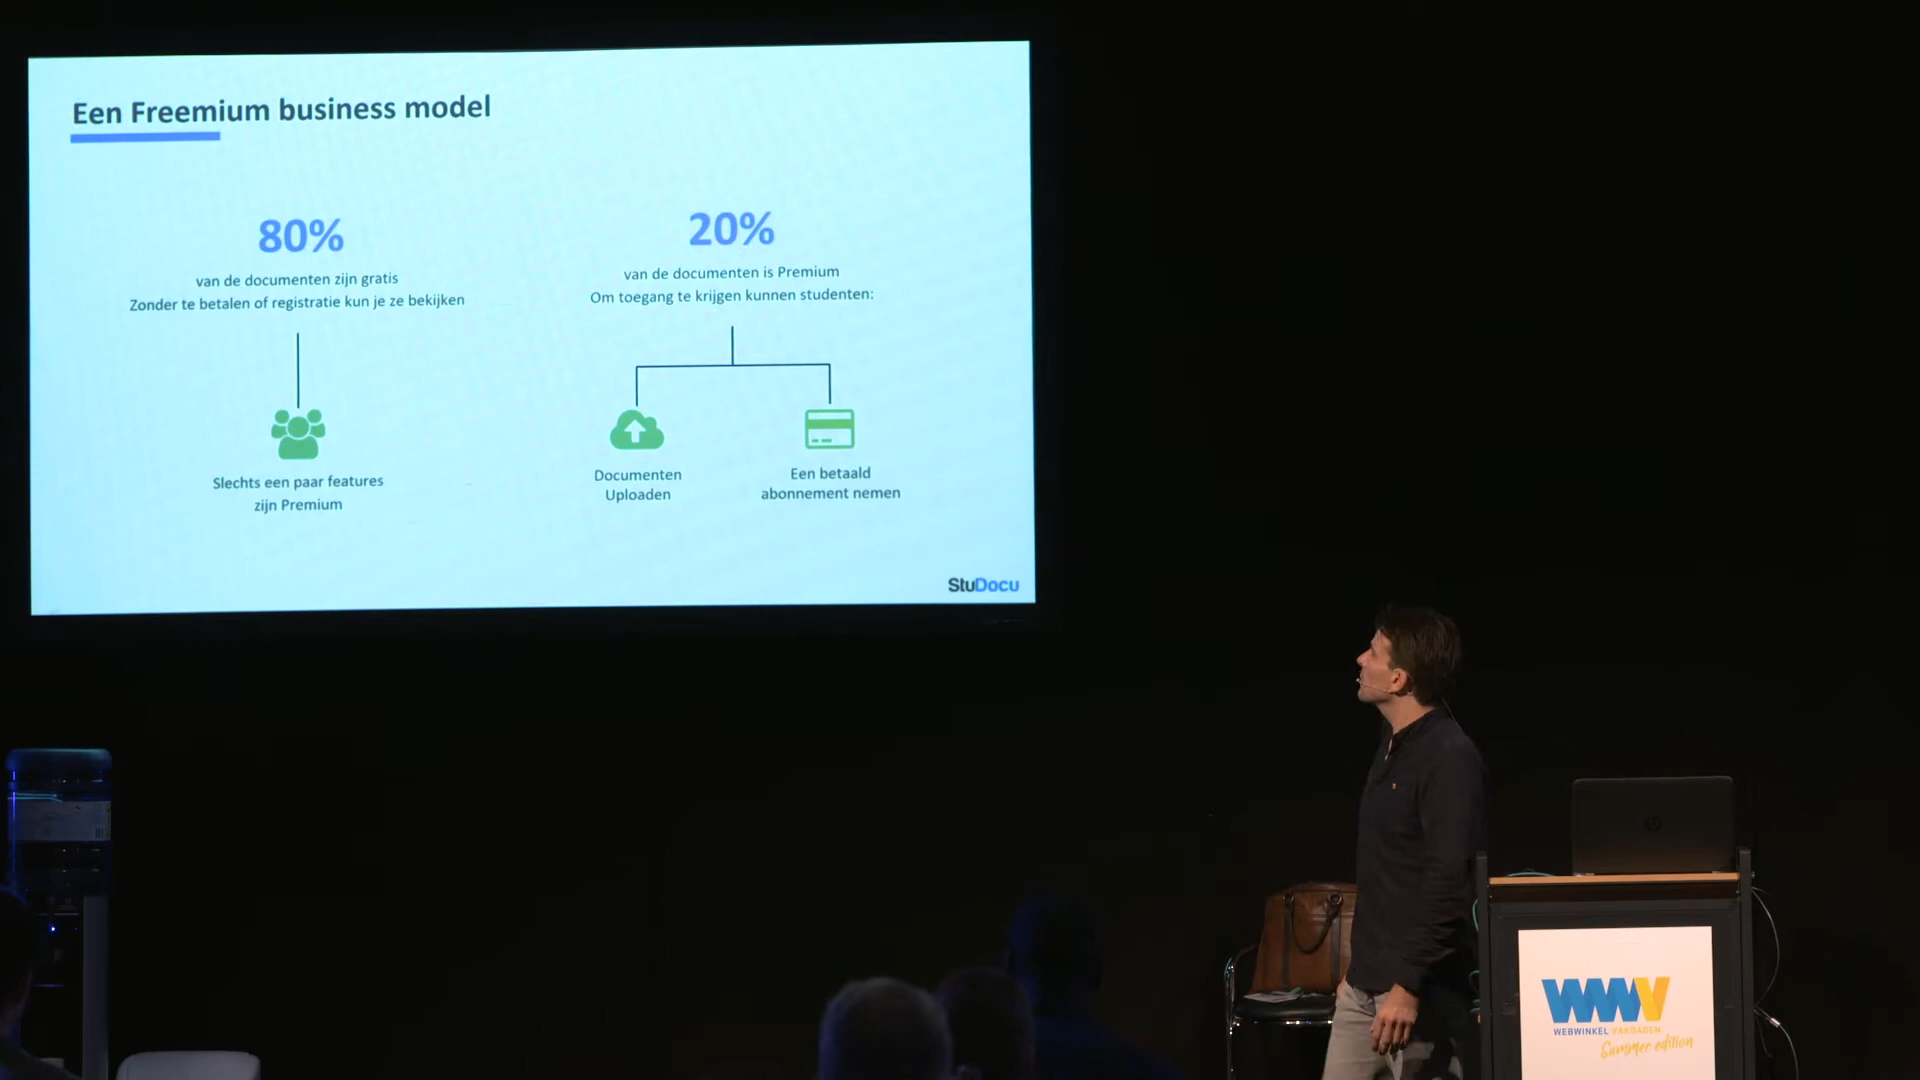 Een Freemium business model
80%
van de documenten zijn gratis
Zonder te betalen of registratie kun je ze bekijken
Slechts een paar features
zijn Premium
20%
van de documenten is Premium
Om toegang te krijgen kunnen studenten:
Documenten
Uploaden
Een betaald
abonnement nemen
StuDocu
WWV
WEBWINKEL VAKDAGEN
Summer edition